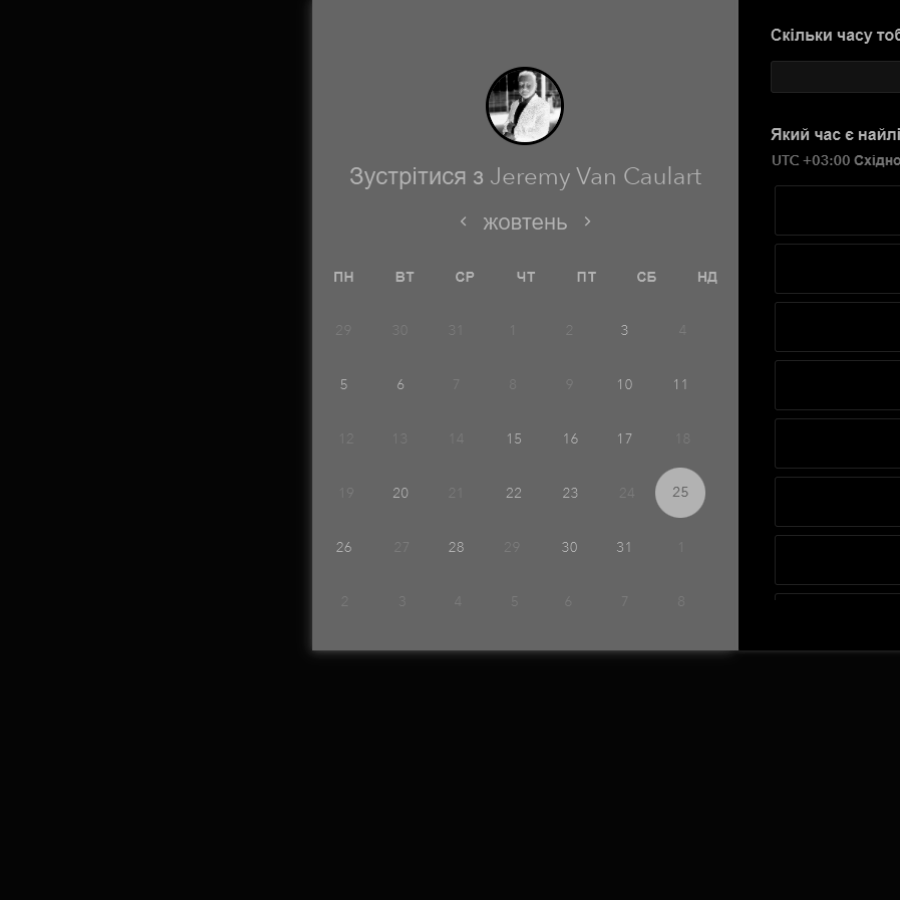 Зустрітися з Jeremy Van Caulart
жовтень
ПН ВТ СР ЧТ ПТ СБ НД
29 30 31 1 2 3 4
5 6 7 8 9 10 11
12 13 14 15 16 17 18
19 20 21 22 23 24 25
26 27 28 29 30 31 1
2 3 4 5 6 7 8
Скільки часу
Який час є
UTC +03:00